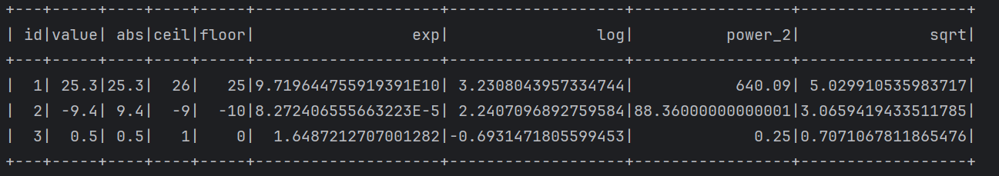 +---+-----+----+----+-----+--------------------+------------------+-----------------+------------------+
| id|value| abs|ceil|floor|                 exp|               log|          power_2|              sqrt|
+---+-----+----+----+-----+--------------------+------------------+-----------------+------------------+
|  1| 25.3|25.3|  26|   25|9.719644755919391E10| 3.2308043957334744|           640.09| 5.029910535983717|
|  2| -9.4| 9.4|  -9|  -10|8.272406555663223E-5| 2.2407096892759584|88.36000000000001|3.0659419433511785|
|  3|  0.5| 0.5|   1|    0|  1.6487212707001282|-0.6931471805599453|             0.25|0.7071067811865476|
+---+-----+----+----+-----+--------------------+------------------+-----------------+------------------+